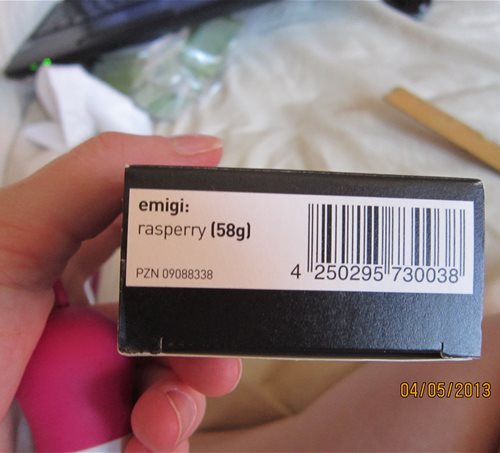 emigi:
rasperry (58g)
PZN 09088338
4 250295 730038
04/05/2013